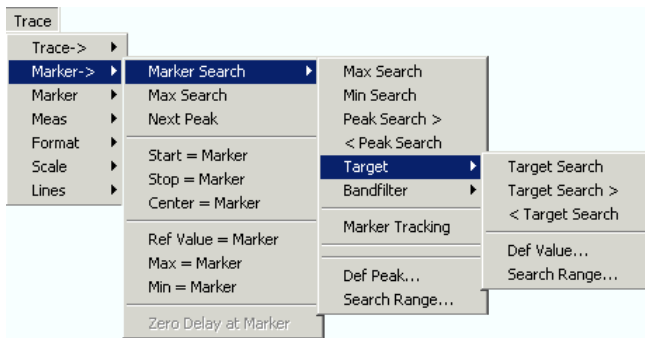 Trace
Trace->
Marker->
Marker
Meas
Format
Scale
Lines
Marker Search
Max Search
Next Peak
Start = Marker
Stop = Marker
Center = Marker
Ref Value = Marker
Max = Marker
Min = Marker
Zero Delay at Marker
Max Search
Min Search
Peak Search >
< Peak Search
Target
Bandfilter
Marker Tracking
Def Peak...
Search Range...
Target Search
Target Search >
< Target Search
Def Value...
Search Range...